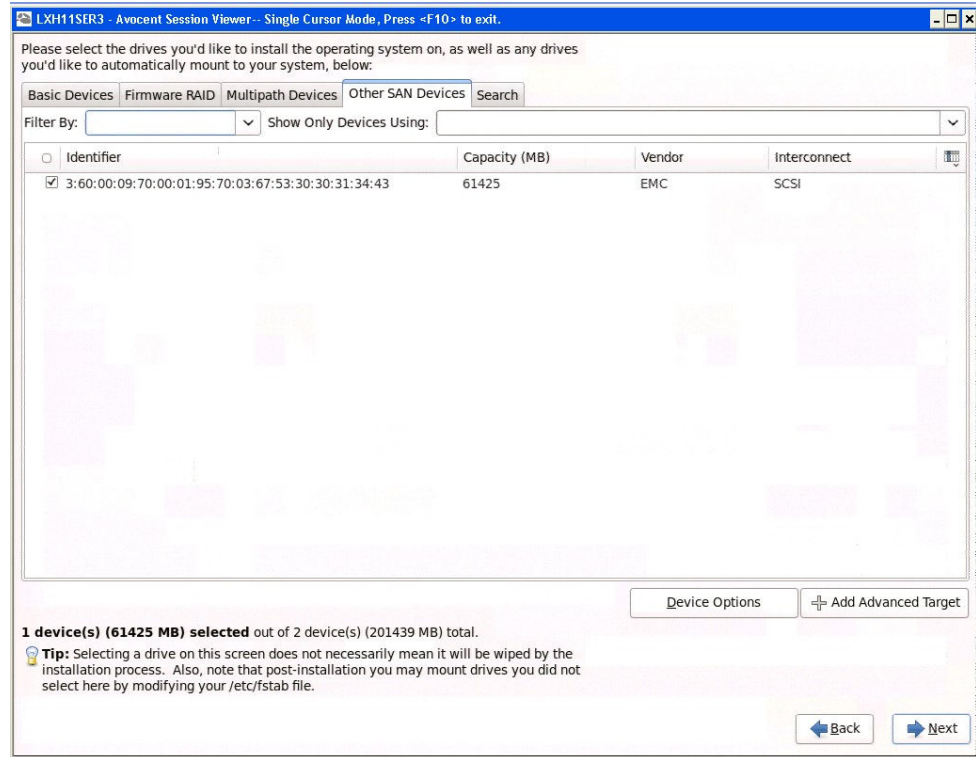 LXH11SER3 - Avocent Session Viewer-- Single Cursor Mode, Press <F10> to exit.
Please select the drives you'd like to install the operating system on, as well as any drives
you'd like to automatically mount to your system, below:
Basic Devices Firmware RAID Multipath Devices Other SAN Devices Search
Filter By: Show Only Devices Using:
Identifier Capacity (MB) Vendor Interconnect
3:60:00:09:70:00:01:95:70:03:67:53:30:30:31:34:43 61425 EMC SCSI
Device Options Add Advanced Target
1 device(s) (61425 MB) selected out of 2 device(s) (201439 MB) total.
Tip: Selecting a drive on this screen does not necessarily mean it will be wiped by the
installation process. Also, note that post-installation you may mount drives you did not
select here by modifying your /etc/fstab file.
Back Next